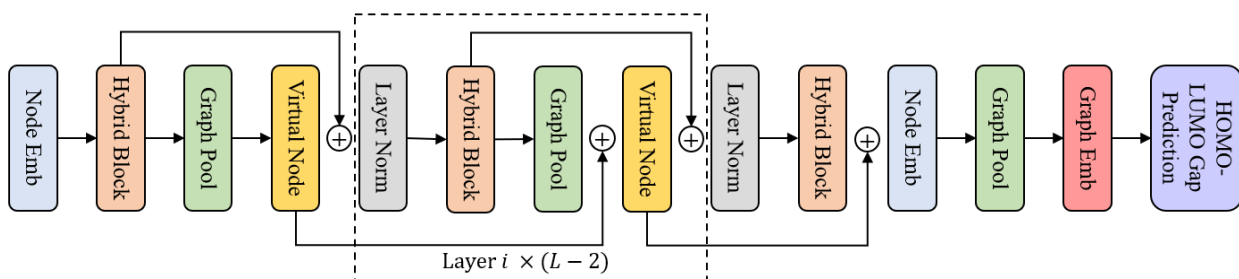 Node Emb
Hybrid Block
Graph Pool
Virtual Node
+
Layer Norm
Hybrid Block
Graph Pool
+
Virtual Node
+
Layer Norm
Hybrid Block
+
Node Emb
Graph Pool
Graph Emb
HOMO-
LUMO Gap
Prediction
Layer i × (L − 2)